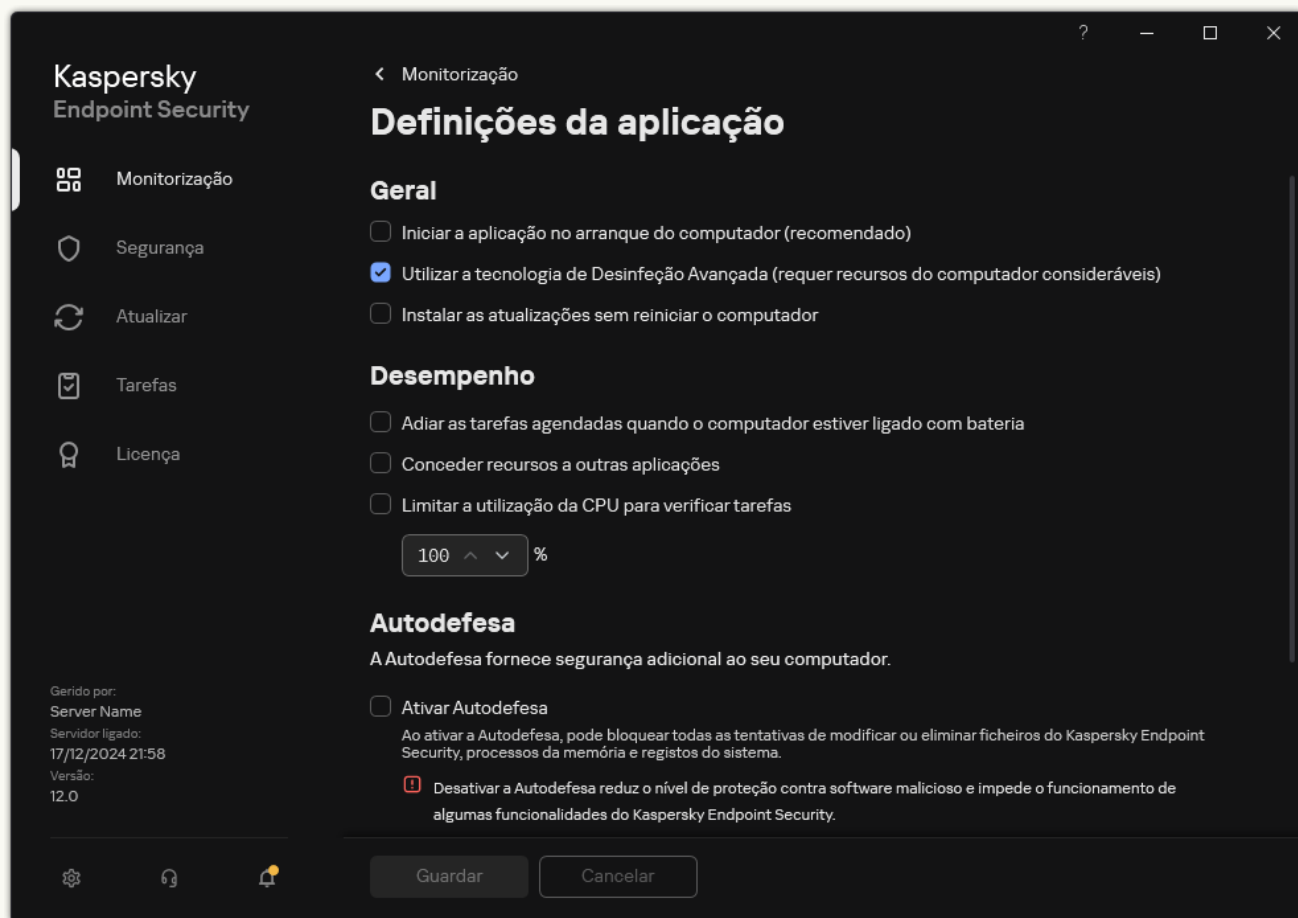 ?
Kaspersky
Endpoint Security
Monitorização
Segurança
Atualizar
Tarefas
Licença
Gerido por:
Server Name
Servidor ligado:
17/12/2024 21:58
Versão:
12.0
Monitorização
Definições da aplicação
Geral
Iniciar a aplicação no arranque do computador (recomendado)
Utilizar a tecnologia de Desinfeção Avançada (requer recursos do computador consideráveis)
Instalar as atualizações sem reiniciar o computador
Desempenho
Adiar as tarefas agendadas quando o computador estiver ligado com bateria
Conceder recursos a outras aplicações
Limitar a utilização da CPU para verificar tarefas
100 %
Autodefesa
A Autodefesa fornece segurança adicional ao seu computador.
Ativar Autodefesa
Ao ativar a Autodefesa, pode bloquear todas as tentativas de modificar ou eliminar ficheiros do Kaspersky Endpoint
Security, processos da memória e registos do sistema.
Desativar a Autodefesa reduz o nível de proteção contra software malicioso e impede o funcionamento de
algumas funcionalidades do Kaspersky Endpoint Security.
Guardar
Cancelar